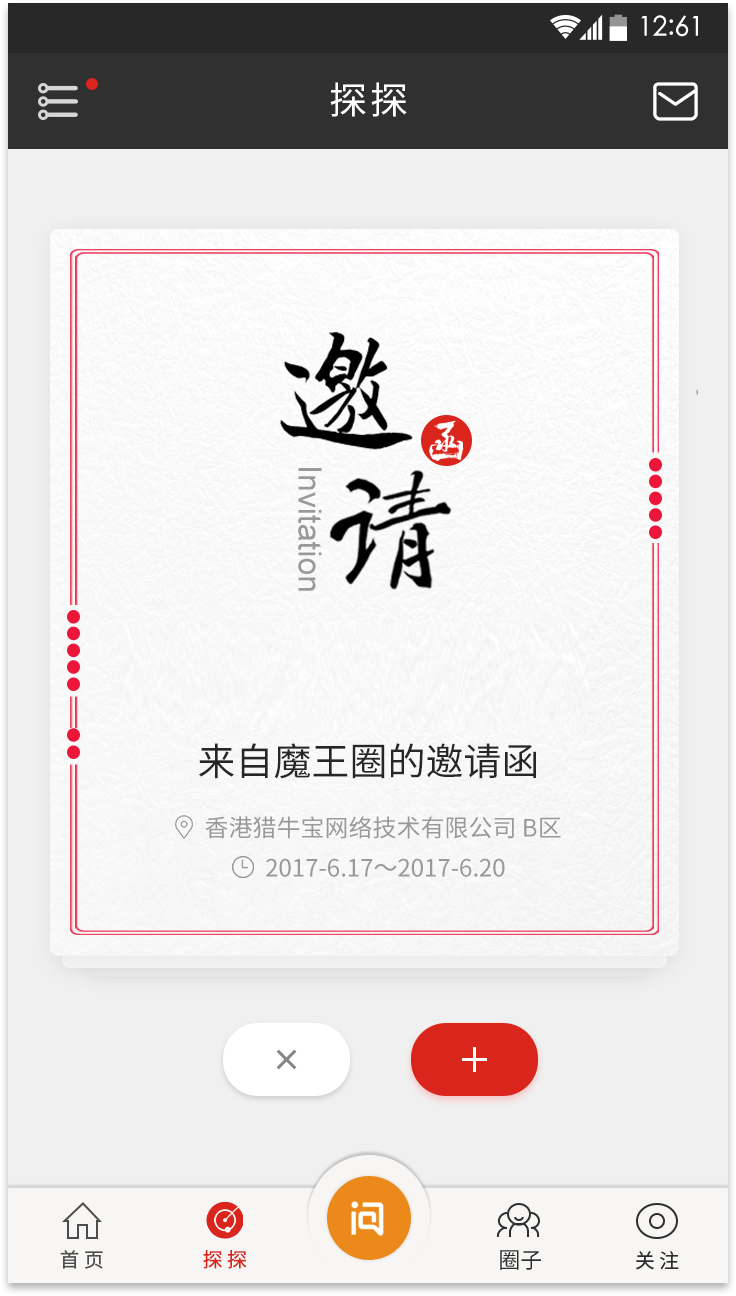 12:61
探探
邀请函
Invitation
来自魔王圈的邀请函
香港猎牛宝网络技术有限公司 B区
2017-6.17～2017-6.20
首页
探探
问
圈子
关注